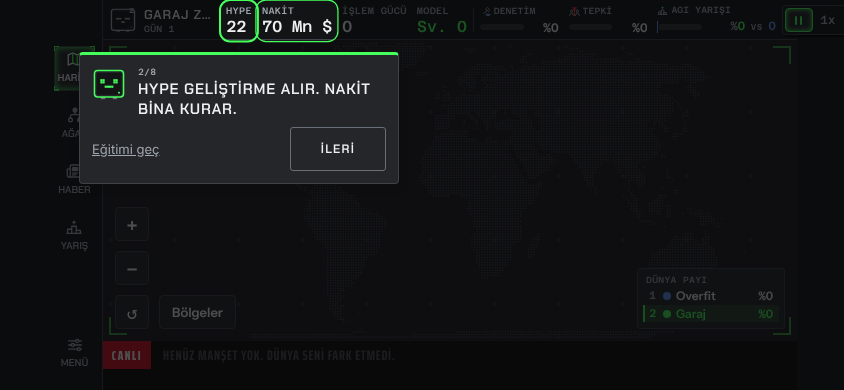 GARAJ Z...
GÜN 1
HYPE
22
NAKİT
70 Mn $
İŞLEM GÜCÜ
0
MODEL
Sv. 0
DENETİM
%0
TEPKİ
%0
AGI YARIŞI
%0 vs 0
1x
2/8
HYPE GELİŞTİRME ALIR. NAKİT
BİNA KURAR.
Eğitimi geç
İLERİ
HABER
YARIŞ
MENÜ
+
−
↺
Bölgeler
DÜNYA PAYI
1 Overfit %0
2 Garaj %0
CANLI
HENÜZ MANŞET YOK. DÜNYA SENİ FARK ETMEDİ.